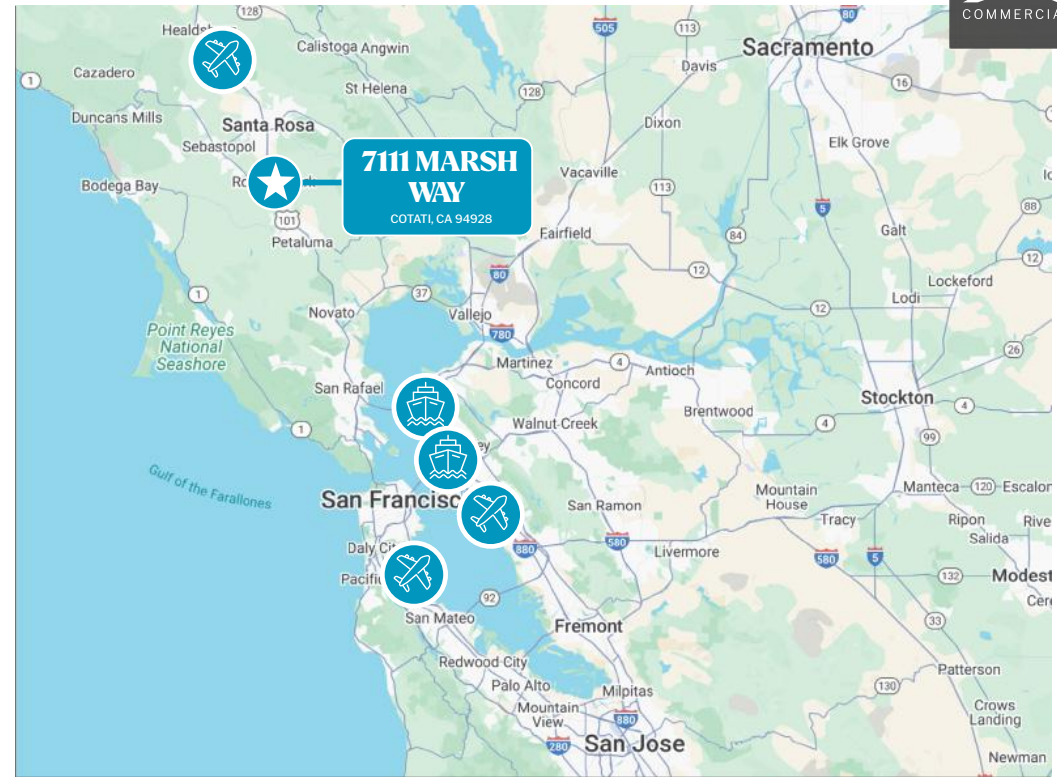 COMMERCIA
128
Healds
Calistoga Angwin
505
113
80
Sacramento
Davis
1
Cazadero
St Helena
128
16
Duncans Mills
Santa Rosa
Dixon
Sebastopol
Elk Grove
7111 MARSH
WAY
COTATI, CA 94928
Vacaville
Bodega Bay
113
5
88
101
Petaluma
Fairfield
84
Galt
80
12
12
Lockeford
1
37
Lodi
Novato
Vallejo
12
780
Point Reyes
National
Seashore
26
Martinez
4
Antioch
San Rafael
Concord
Stockton
Brentwood
4
Walnut Creek
4
1
99
ey
Gulf of the Farallones
San Francisc
Mountain
House
Manteca
120
Escalon
San Ramon
Tracy
Ripon
Rive
Salida
Daly Cit
880
580
Livermore
580
5
Pacific
132
Modest
92
Cere
San Mateo
Fremont
33
Redwood City
Patterson
Palo Alto
Milpitas
130
Mountain
View
880
Crows
Landing
280
San Jose
Newman